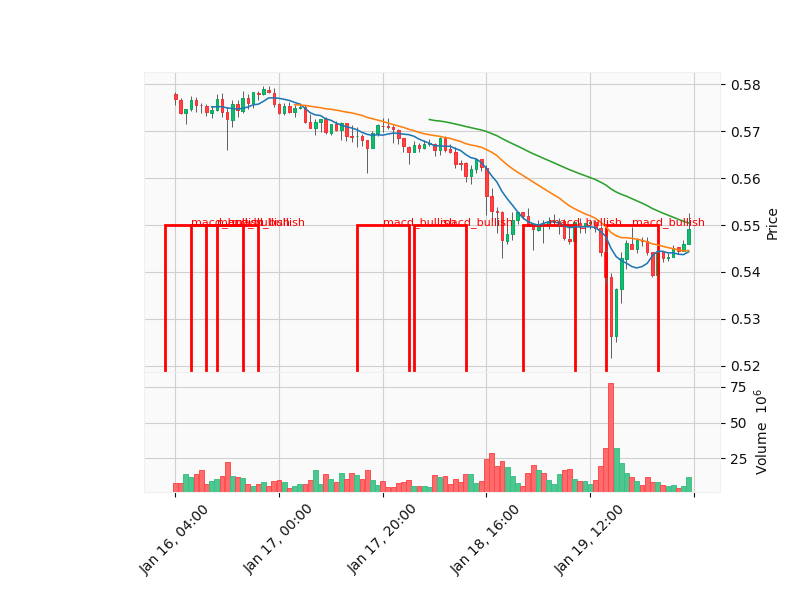 0.58
0.57
0.56
0.55
0.54
0.53
0.52
Price
macd_bullish
macd_bullish
macd_bullish
macd_bullish
macd_bullish
75
50
25
Volume 10^6
Jan 16, 04:00
Jan 17, 00:00
Jan 17, 20:00
Jan 18, 16:00
Jan 19, 12:00